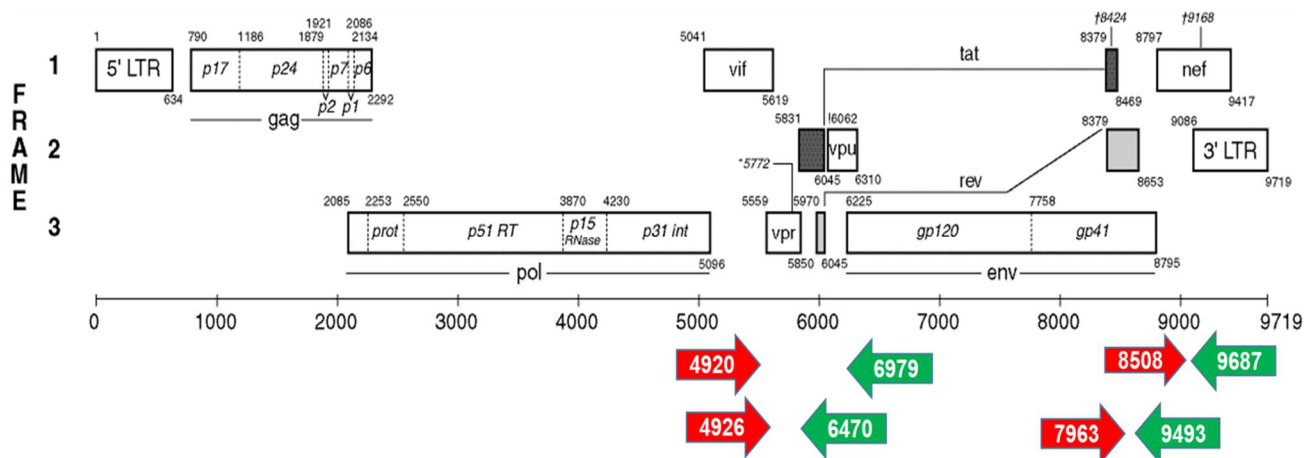 1921 2086 †8424 †9168
1 790 1186 1879 2134 5041 8379 8797
1 5' LTR p17 p24 p7 p6 vif tat nef
634 p2 p1 2292 5619 8469 9417
gag
5831 !6062 8379 9086
2 vpu 3' LTR
*5772 6045 6310 rev 8653 9719
2085 2253 2550 3870 4230 5559 5970 6225 7758
3 prot p51 RT p15 RNase p31 int vpr gp120 gp41
5096 5850 6045 8795
pol env
FRAME
0 1000 2000 3000 4000 5000 6000 7000 8000 9000 9719
4920 6979 8508 9687
4926 6470 7963 9493